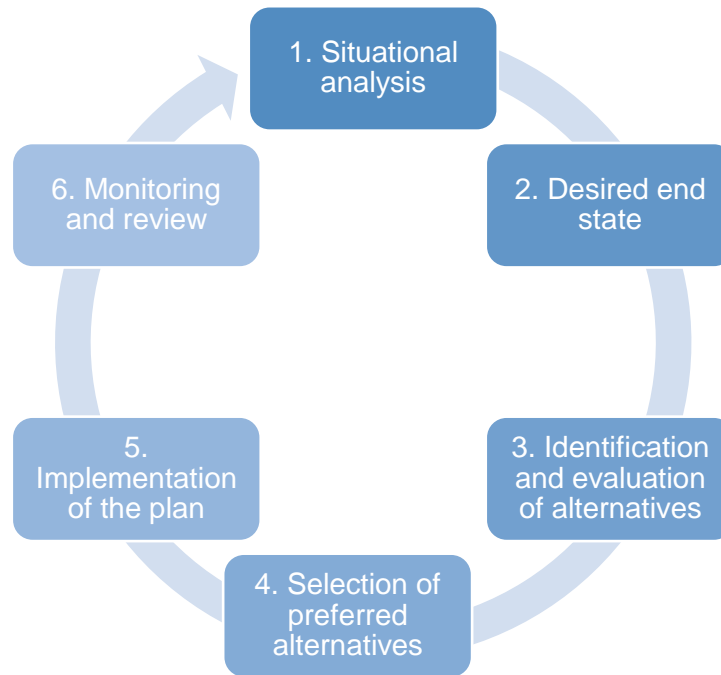 1. Situational
analysis
2. Desired end
state
3. Identification
and evaluation
of alternatives
4. Selection of
preferred
alternatives
5.
Implementation
of the plan
6. Monitoring
and review